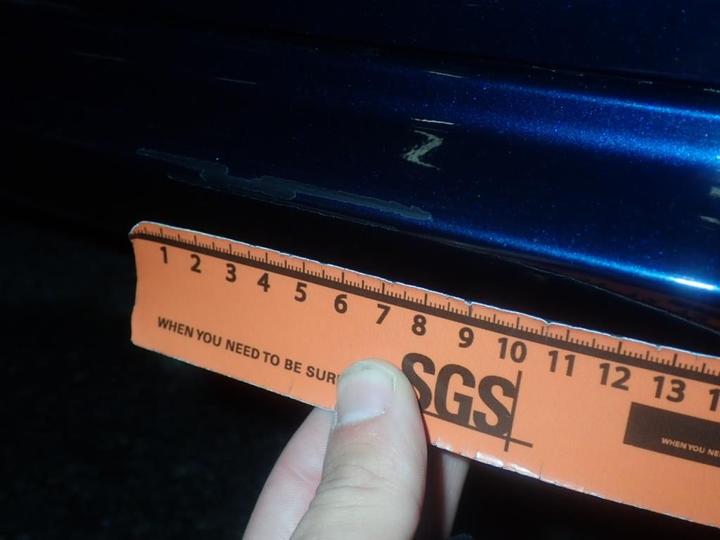 1 2 3 4 5 6 7 8 9 10 11 12 13
WHEN YOU NEED TO BE SUR
SGS
WHEN YOU NE